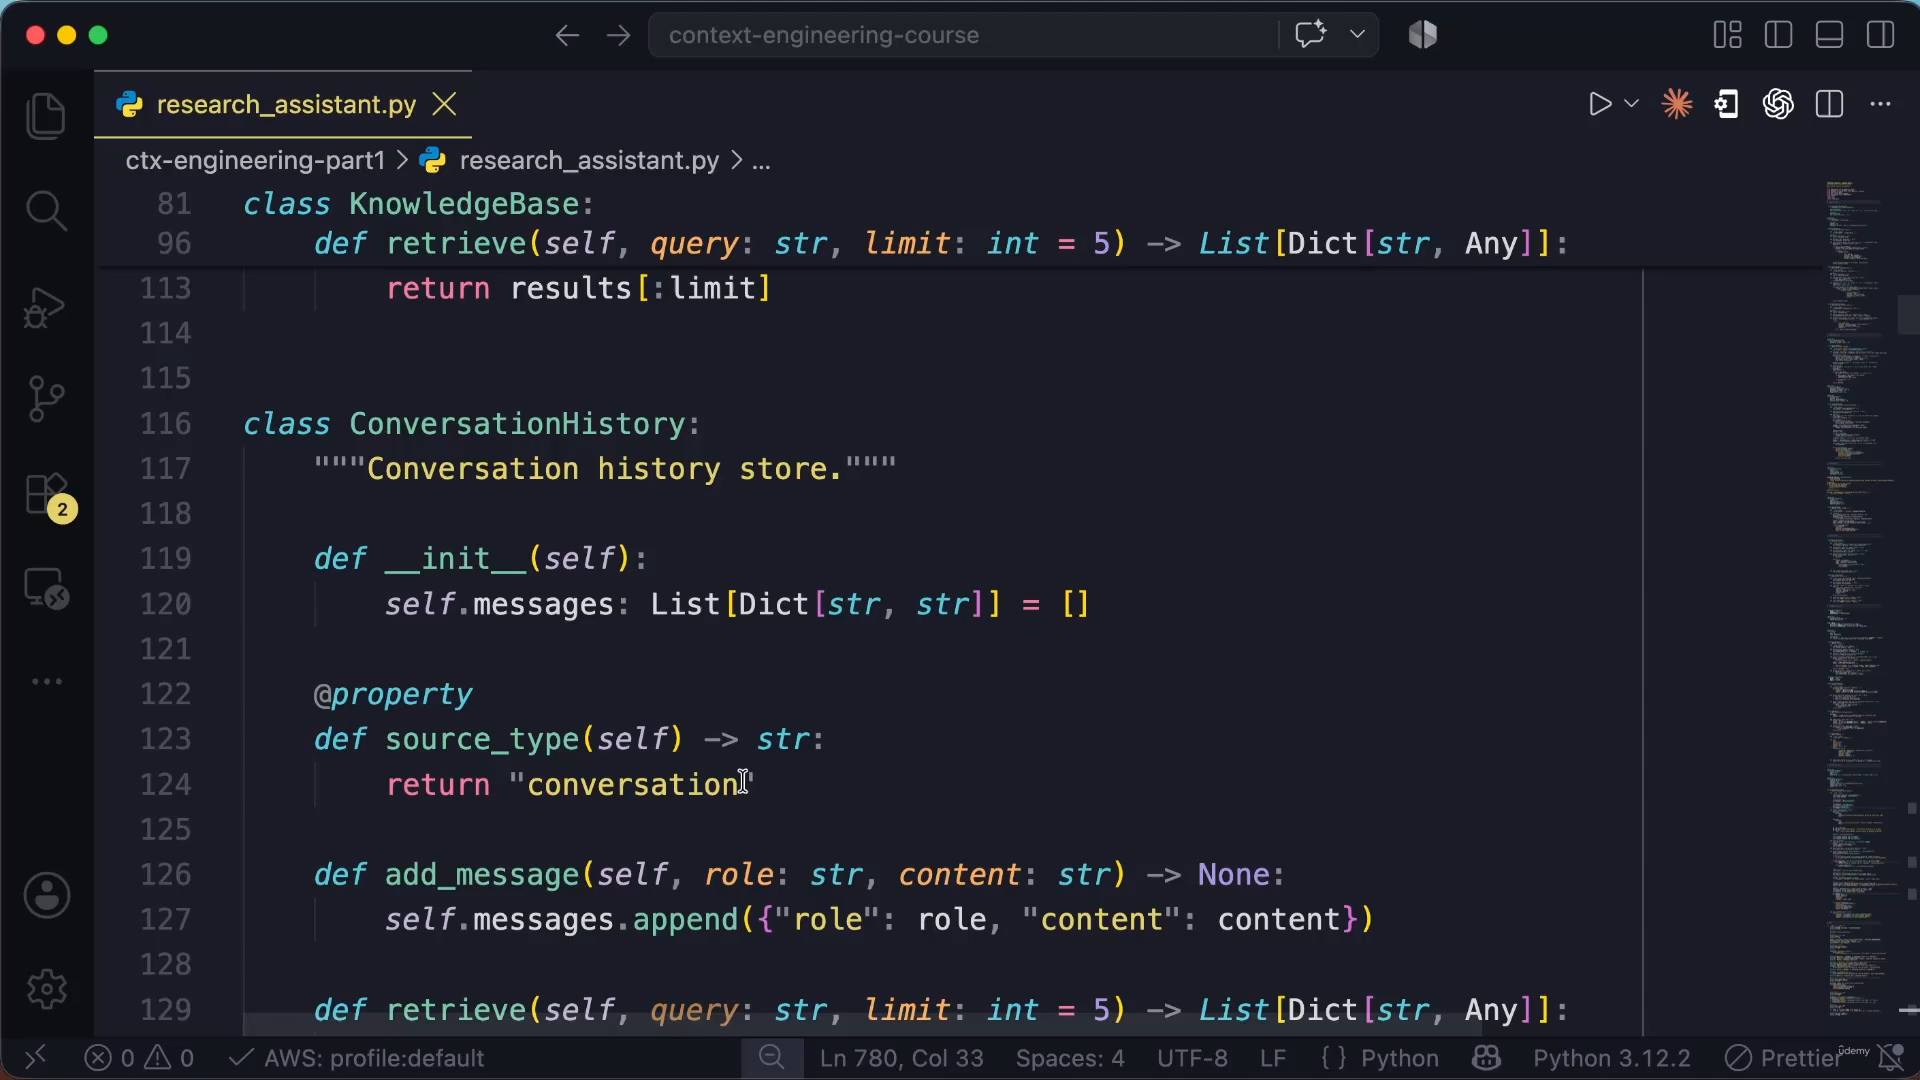 context-engineering-course
research_assistant.py
ctx-engineering-part1 > research_assistant.py > ...
81 class KnowledgeBase:
96 def retrieve(self, query: str, limit: int = 5) -> List[Dict[str, Any]]:
113 return results[:limit]
114
115
116 class ConversationHistory:
117 """Conversation history store."""
118
119 def __init__(self):
120 self.messages: List[Dict[str, str]] = []
121
122 @property
123 def source_type(self) -> str:
124 return "conversation"
125
126 def add_message(self, role: str, content: str) -> None:
127 self.messages.append({"role": role, "content": content})
128
129 def retrieve(self, query: str, limit: int = 5) -> List[Dict[str, Any]]:
2
0 0 AWS: profile:default Ln 780, Col 33 Spaces: 4 UTF-8 LF {} Python Python 3.12.2 Prettier
ûdemy